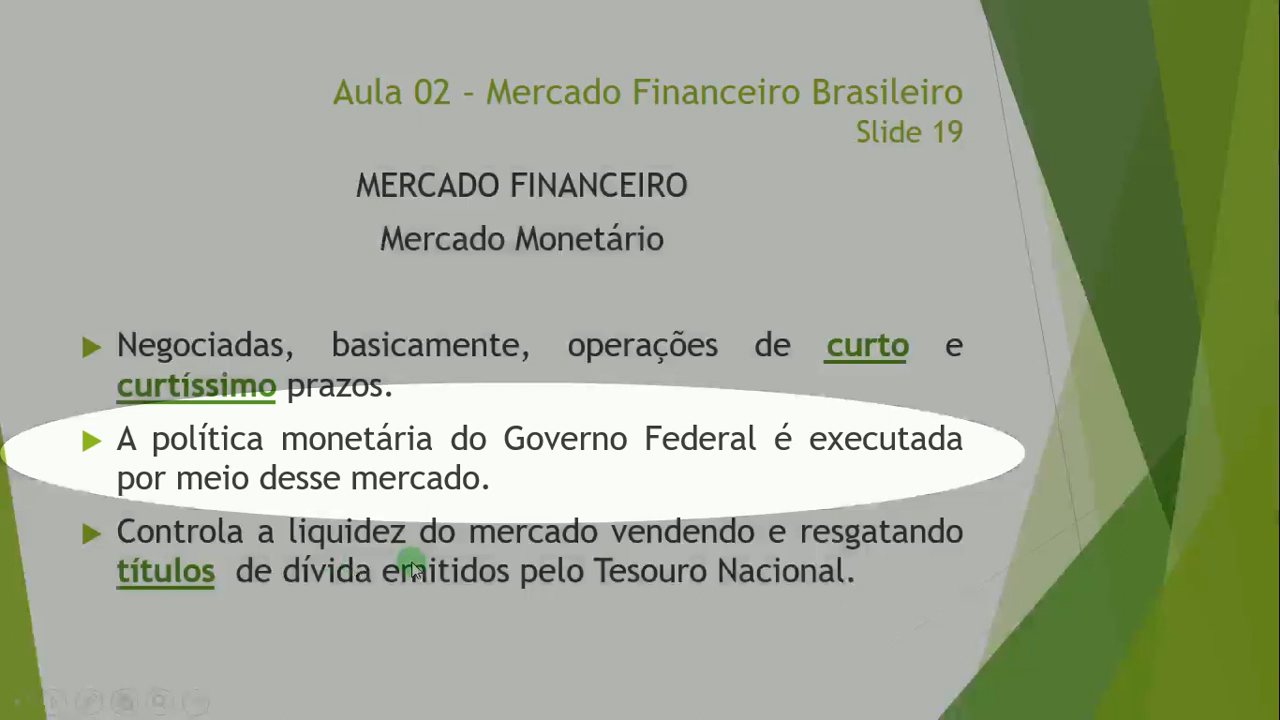 Aula 02 - Mercado Financeiro Brasileiro
Slide 19
MERCADO FINANCEIRO
Mercado Monetário
Negociadas, basicamente, operações de curto e
curtíssimo prazos.
A política monetária do Governo Federal é executada
por meio desse mercado.
Controla a liquidez do mercado vendendo e resgatando
títulos de dívida emitidos pelo Tesouro Nacional.